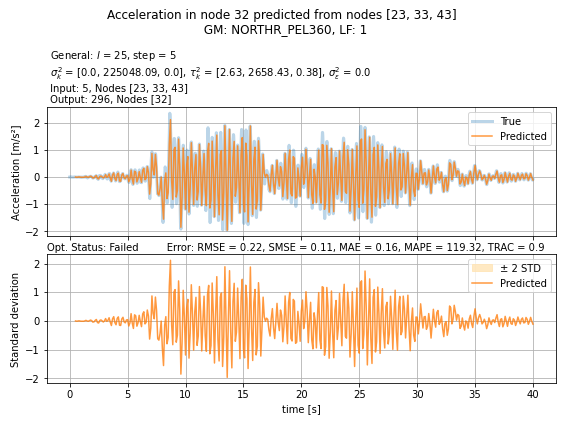 Acceleration in node 32 predicted from nodes [23, 33, 43]
GM: NORTHR_PEL360, LF: 1
General: l = 25, step = 5
σ²ₖ = [0.0, 225048.09, 0.0], τ²ₖ = [2.63, 2658.43, 0.38], σ²ε = 0.0
Input: 5, Nodes [23, 33, 43]
Output: 296, Nodes [32]
True
Predicted
Acceleration [m/s²]
2
1
0
−1
−2
Opt. Status: Failed Error: RMSE = 0.22, SMSE = 0.11, MAE = 0.16, MAPE = 119.32, TRAC = 0.9
± 2 STD
Predicted
Standard deviation
2
1
0
−1
−2
0 5 10 15 20 25 30 35 40
time [s]